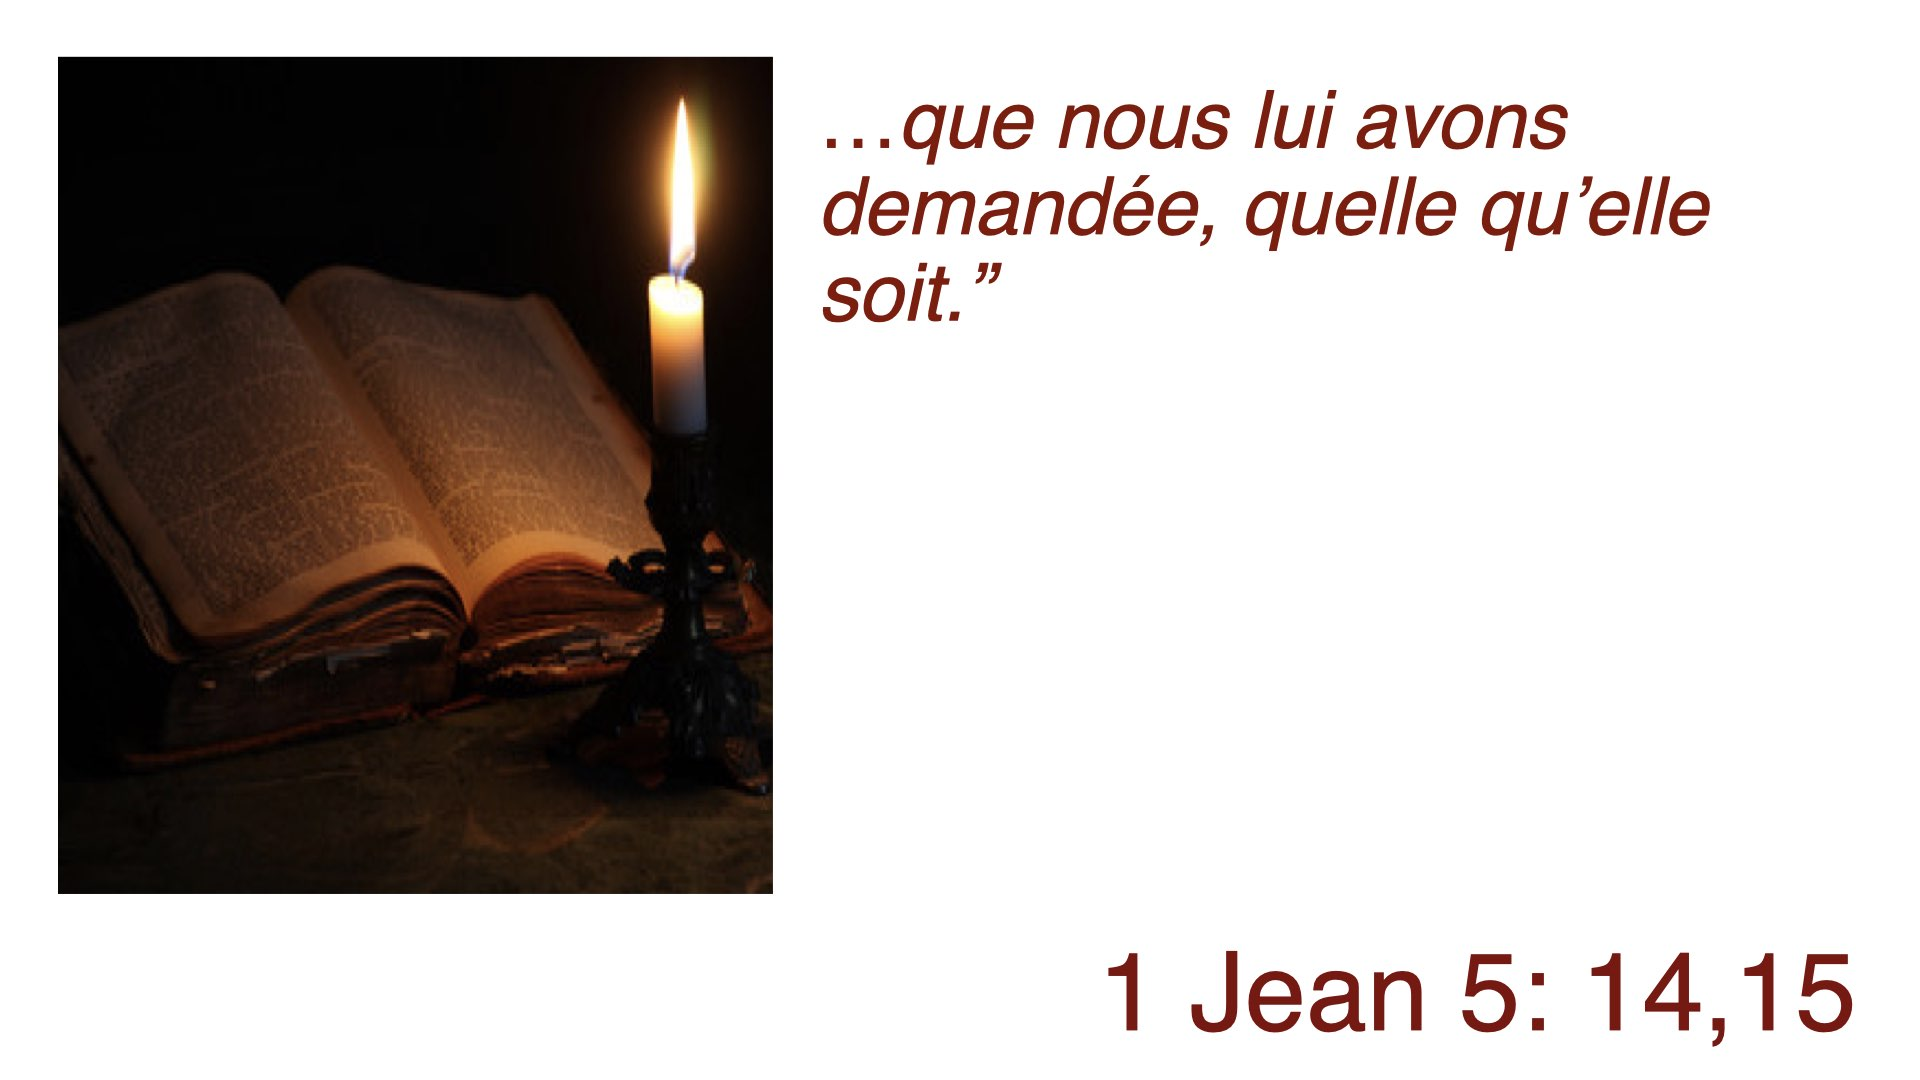 …que nous lui avons
demandée, quelle qu’elle
soit.”
1 Jean 5: 14,15